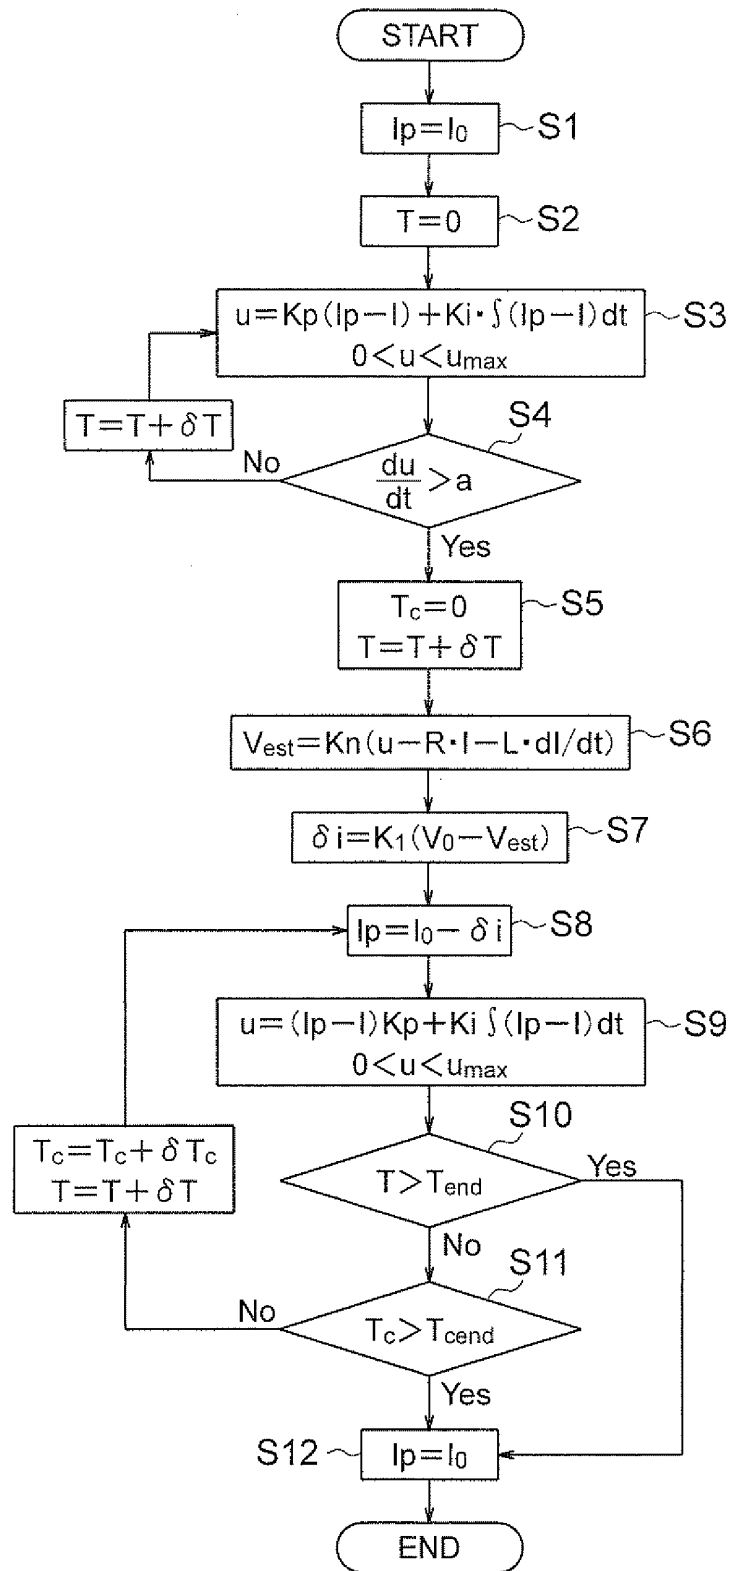 START
Ip=I₀
S1
T=0
S2
u=Kp(Ip-I)+Ki・∫(Ip-I)dt
0<u<umax
S3
T=T+δT
No
du/dt>a
S4
Yes
Tc=0
T=T+δT
S5
Vest=Kn(u-R・I-L・dI/dt)
S6
δi=K₁(V₀-Vest)
S7
Ip=I₀-δi
S8
u=(Ip-I)Kp+Ki∫(Ip-I)dt
0<u<umax
S9
S10
T>Tend
Yes
Tc=Tc+δTc
T=T+δT
No
S11
No
Tc>Tcend
Yes
S12
Ip=I₀
END